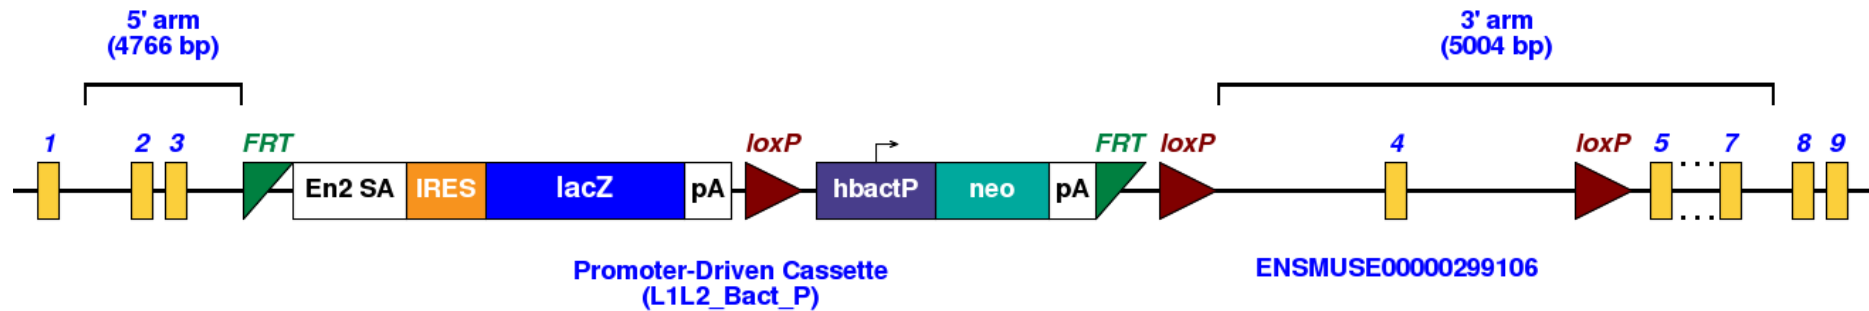 5' arm
(4766 bp)
3' arm
(5004 bp)
1 2 3 FRT loxP FRT loxP 4 loxP 5 ... 7 8 9
En2 SA IRES lacZ pA hbactP neo pA
...
Promoter-Driven Cassette
(L1L2_Bact_P)
ENSMUSE00000299106